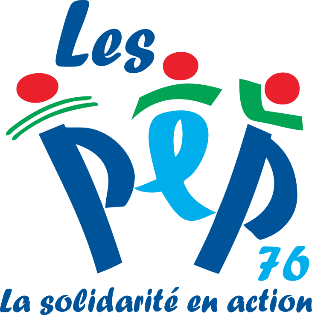 Les
pep
76
La solidarité en action